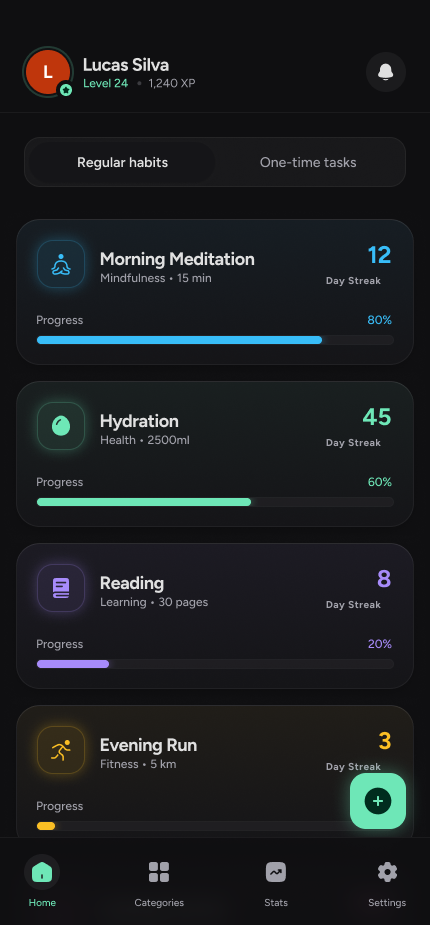 L
Lucas Silva
Level 24 • 1,240 XP
Regular habits
One-time tasks
Morning Meditation
Mindfulness • 15 min
12
Day Streak
Progress
80%
Hydration
Health • 2500ml
45
Day Streak
Progress
60%
Reading
Learning • 30 pages
8
Day Streak
Progress
20%
Evening Run
Fitness • 5 km
3
Day Streak
Progress
Home
Categories
Stats
Settings